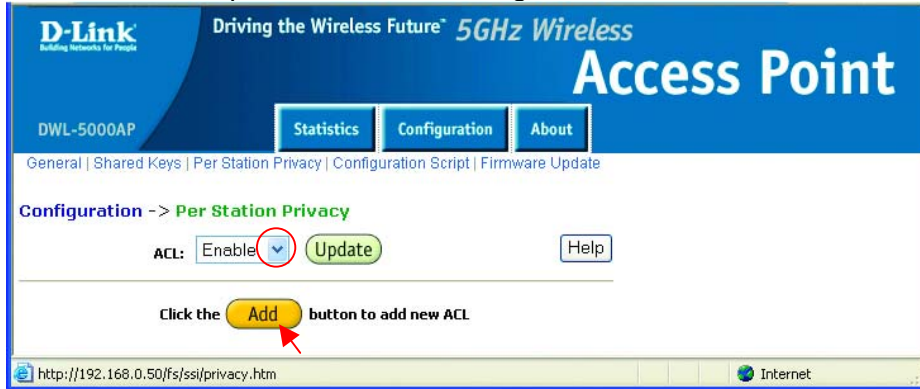 D-Link
Building Networks for People
Driving the Wireless Future™ 5GHz Wireless
Access Point
DWL-5000AP
Statistics Configuration About
General | Shared Keys | Per Station Privacy | Configuration Script | Firmware Update
Configuration -> Per Station Privacy
ACL: Enable Update Help
Click the Add button to add new ACL
http://192.168.0.50/fs/ssi/privacy.htm Internet